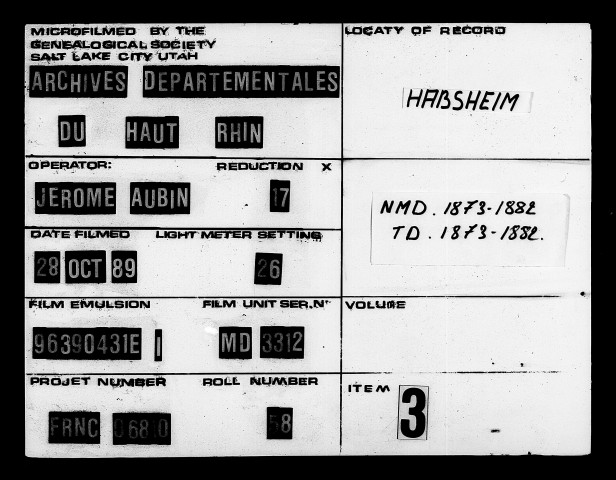 MICROFILMED BY THE
GENEALOGICAL SOCIETY
SALT LAKE CITY UTAH
ARCHIVES DEPARTEMENTALES
DU HAUT RHIN
LOCATY OF RECORD
HABSHEIM
OPERATOR: REDUCTION X
JEROME AUBIN 17
NMD. 1873-1882
TD. 1873-1882.
DATE FILMED LIGHT METER SETTING
28 OCT 89 26
FILM EMULSION FILM UNIT SER.N°
96390431E 1 MD 3312
VOLUME
PROJET NUMBER ROLL NUMBER
FRNC 0680
ITEM 3